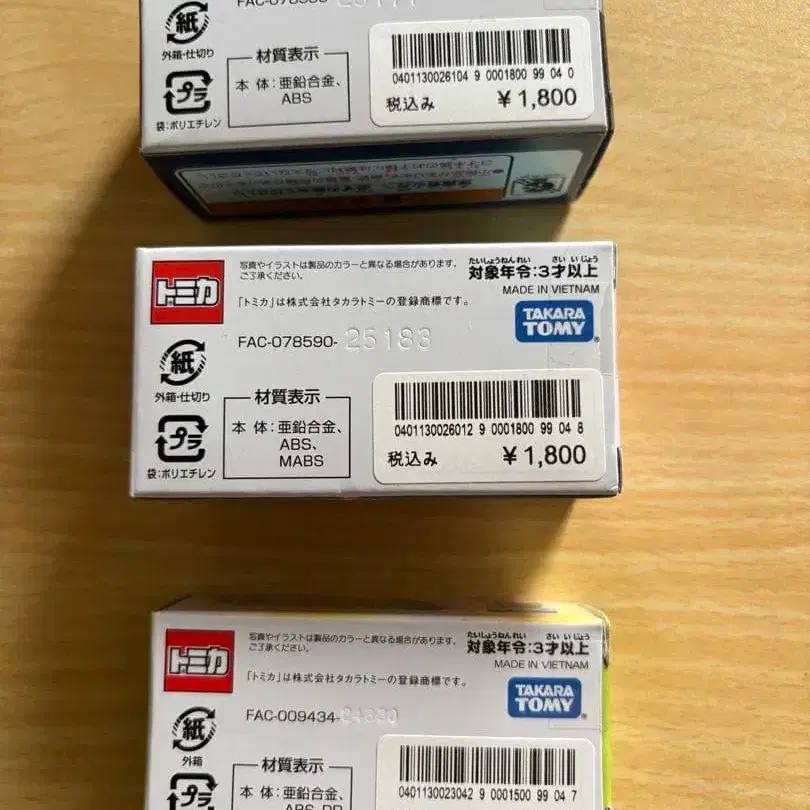 FAC-078580-
紙
外箱・仕切り
材質表示
本 体：亜鉛合金、
ABS
プラ
袋：ポリエチレン
0401130026104 9 0001800 99 04 0
税込み ￥1,800
トミカ
写真やイラストは製品のカラーと異なる場合があります。
ご了承ください。
たいしょうねんれい さい いじょう
対象年令：3才以上
MADE IN VIETNAM
「トミカ」は株式会社タカラトミーの登録商標です。
TAKARA
TOMY
FAC-078590-25183
紙
外箱・仕切り
材質表示
本 体：亜鉛合金、
ABS、
MABS
プラ
袋：ポリエチレン
0401130026012 9 0001800 99 04 8
税込み ￥1,800
トミカ
写真やイラストは製品のカラーと異なる場合があります。
ご了承ください。
たいしょうねんれい さい いじょう
対象年令：3才以上
MADE IN VIETNAM
「トミカ」は株式会社タカラトミーの登録商標です。
TAKARA
TOMY
FAC-009434-
紙
外箱
材質表示
本 体：亜鉛合金、
プラ
0401130023042 9 0001500 99 04 7